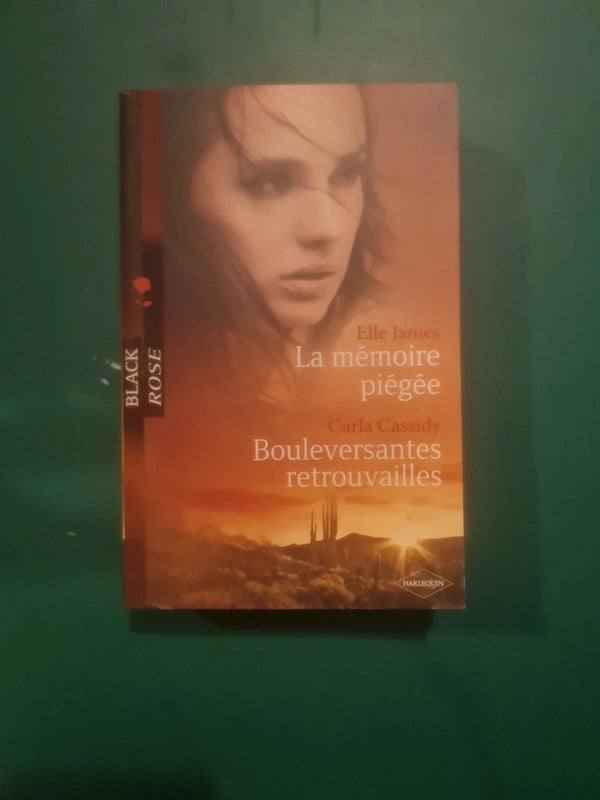 BLACK
ROSE
Elle James
La mémoire
piégée
Carla Cassidy
Bouleversantes
retrouvailles
HARLEQUIN